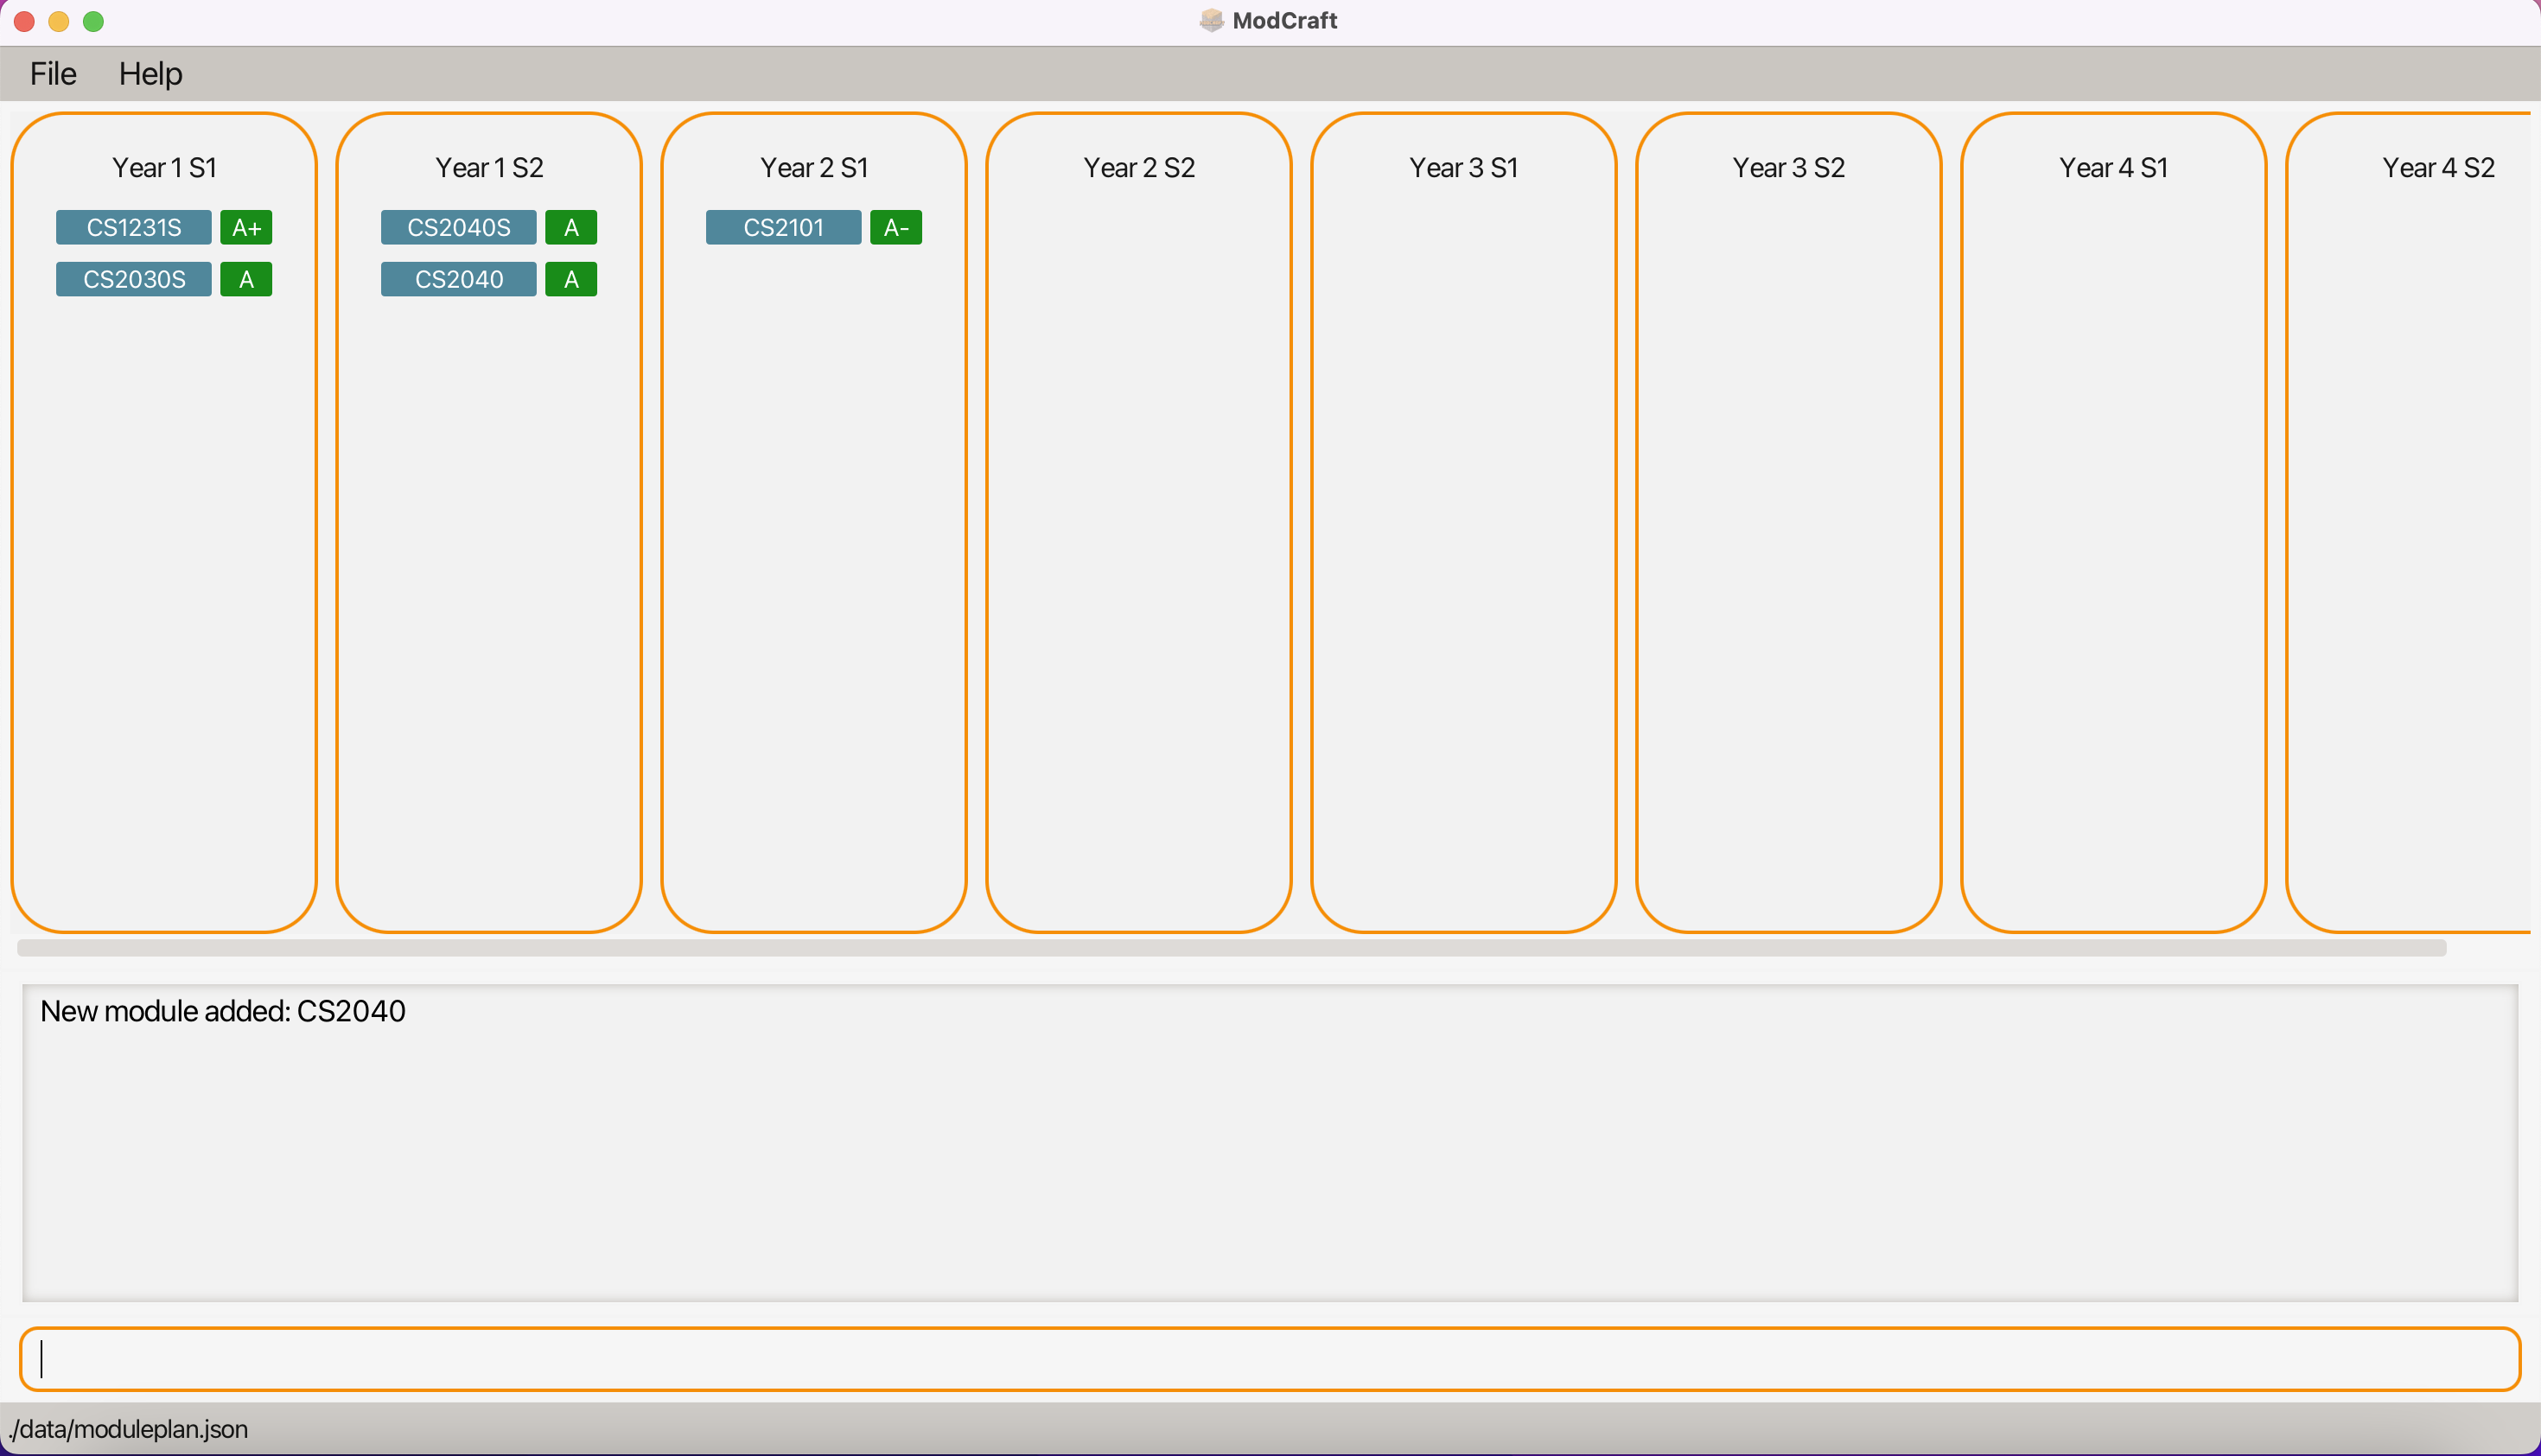 ModCraft
File Help
Year 1 S1
CS1231S A+
CS2030S A
Year 1 S2
CS2040S A
CS2040 A
Year 2 S1
CS2101 A-
Year 2 S2
Year 3 S1
Year 3 S2
Year 4 S1
Year 4 S2
New module added: CS2040
./data/moduleplan.json